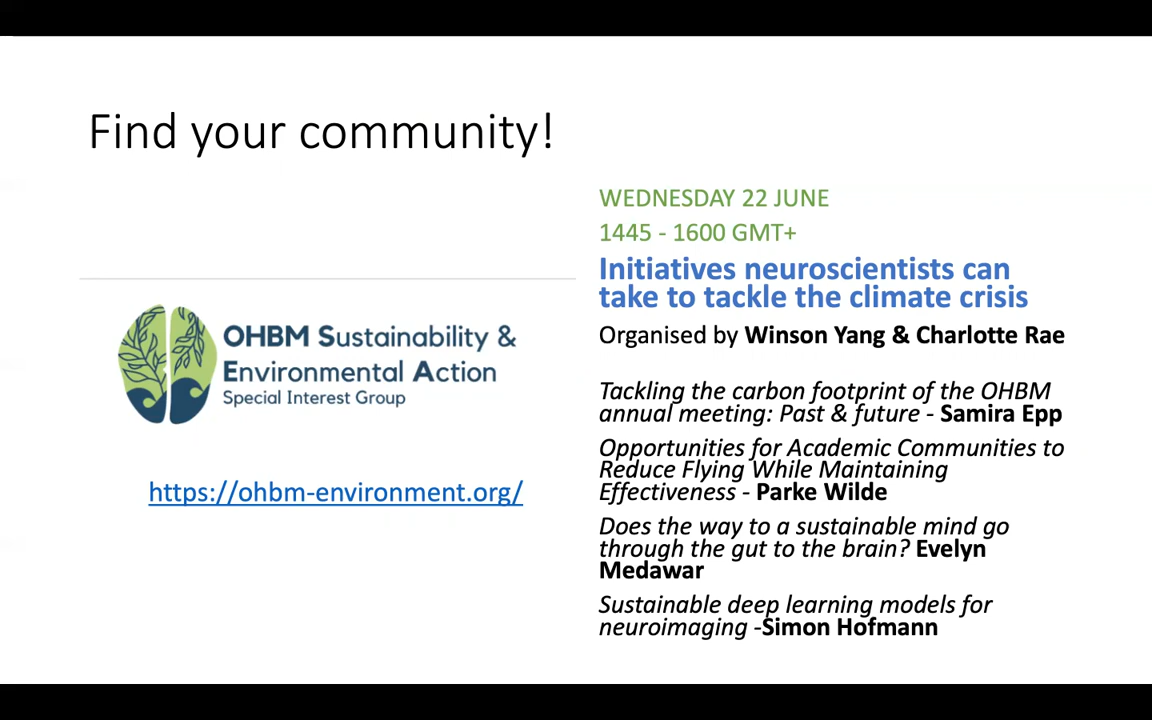 Find your community!
OHBM Sustainability &
Environmental Action
Special Interest Group
https://ohbm-environment.org/
WEDNESDAY 22 JUNE
1445 - 1600 GMT+
Initiatives neuroscientists can
take to tackle the climate crisis
Organised by Winson Yang & Charlotte Rae
Tackling the carbon footprint of the OHBM
annual meeting: Past & future - Samira Epp
Opportunities for Academic Communities to
Reduce Flying While Maintaining
Effectiveness - Parke Wilde
Does the way to a sustainable mind go
through the gut to the brain? Evelyn
Medawar
Sustainable deep learning models for
neuroimaging -Simon Hofmann